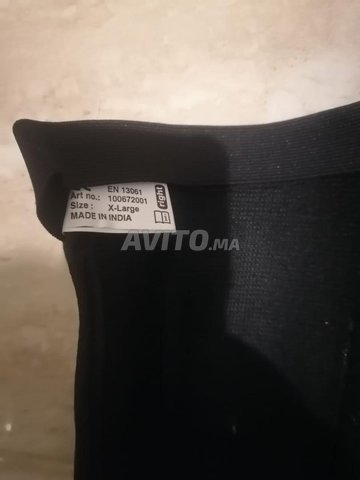 EN 13061
Art no.: 100672001
Size : X-Large
MADE IN INDIA
right
AVITO.MA